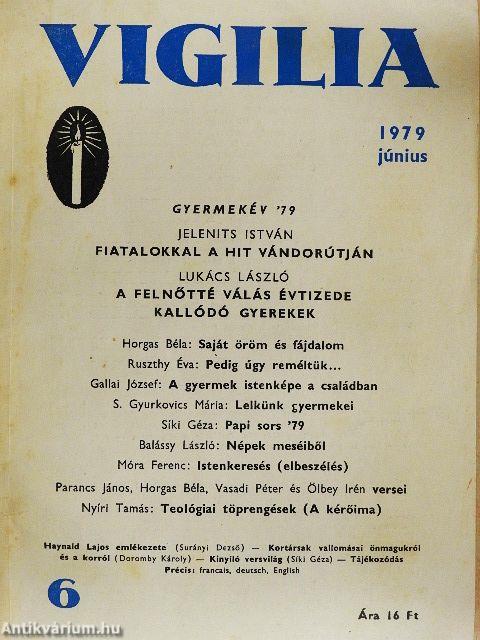 VIGILIA
1979
június
GYERMEKÉV '79
JELENITS ISTVÁN
FIATALOKKAL A HIT VÁNDORÚTJÁN
LUKÁCS LÁSZLÓ
A FELNŐTTÉ VÁLÁS ÉVTIZEDE
KALLÓDÓ GYEREKEK
Horgas Béla: Saját öröm és fájdalom
Ruszthy Éva: Pedig úgy reméltük...
Gallai József: A gyermek istenképe a családban
S. Gyurkovics Mária: Lelkünk gyermekei
Síki Géza: Papi sors '79
Balássy László: Népek meséiből
Móra Ferenc: Istenkeresés (elbeszélés)
Parancs János, Horgas Béla, Vasadi Péter és Ölbey Irén versei
Nyíri Tamás: Teológiai töprengések (A kérőima)
Haynald Lajos emlékezete (Surányi Dezső) — Kortársak vallomásai önmagukról
és a korról (Doromby Károly) — Kinyíló versvilág (Síki Géza) — Tájékozódás
Précis: francais, deutsch, English
6
Ára 16 Ft
Antikvárium.hu